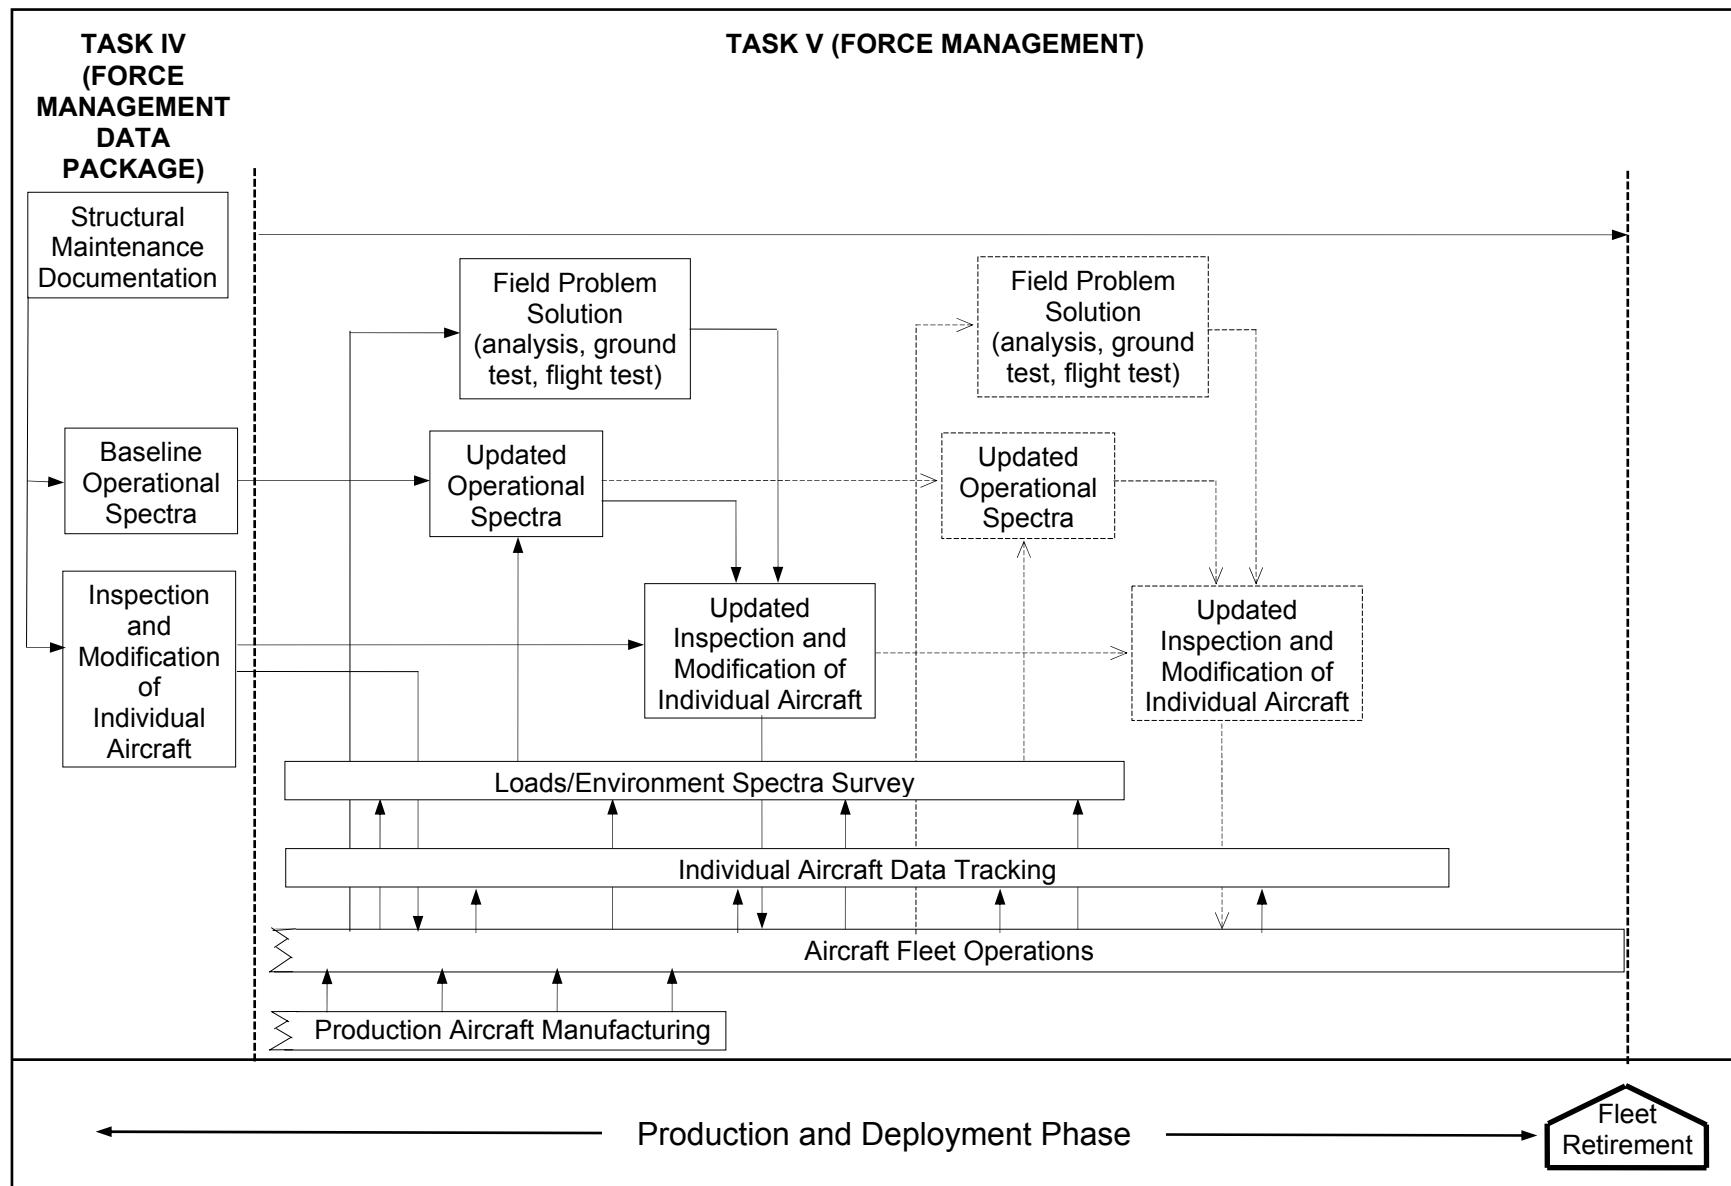 TASK IV
(FORCE
MANAGEMENT
DATA
PACKAGE)
TASK V (FORCE MANAGEMENT)
Structural
Maintenance
Documentation
Field Problem
Solution
(analysis, ground
test, flight test)
Field Problem
Solution
(analysis, ground
test, flight test)
Baseline
Operational
Spectra
Updated
Operational
Spectra
Updated
Operational
Spectra
Inspection
and
Modification
of
Individual
Aircraft
Updated
Inspection and
Modification of
Individual Aircraft
Updated
Inspection and
Modification of
Individual Aircraft
Loads/Environment Spectra Survey
Individual Aircraft Data Tracking
Aircraft Fleet Operations
Production Aircraft Manufacturing
Production and Deployment Phase
Fleet
Retirement